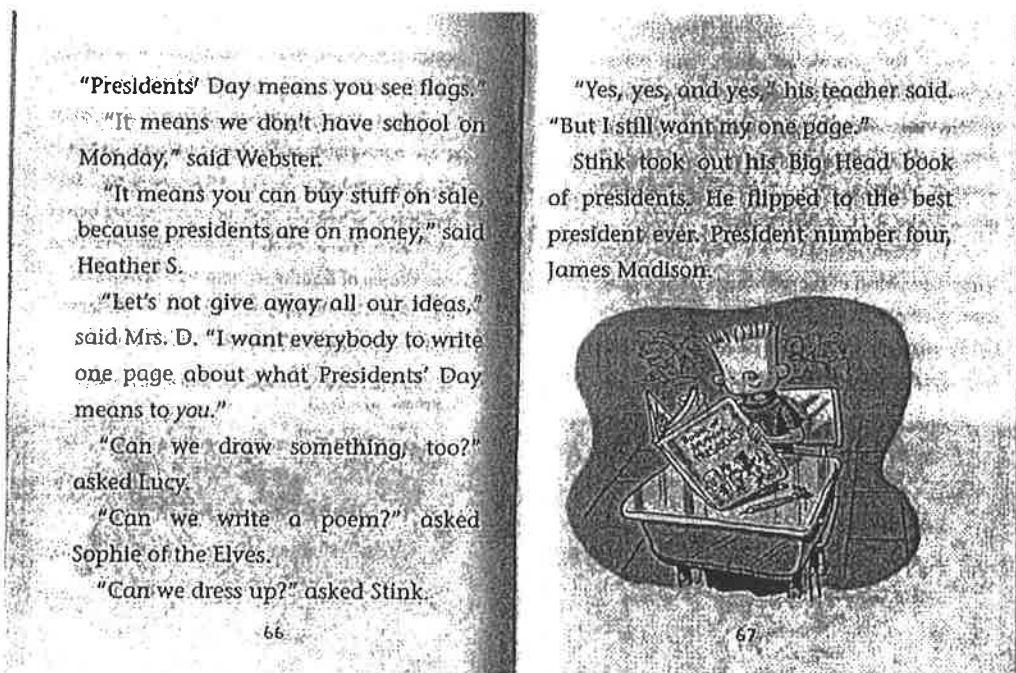 "Presidents' Day means you see flags."
"It means we don't have school on
Monday," said Webster.
"It means you can buy stuff on sale,
because presidents are on money," said
Heather S.
"Let's not give away all our ideas,"
said Mrs. D. "I want everybody to write
one page about what Presidents' Day
means to you."
"Can we draw something, too?"
asked Lucy.
"Can we write a poem?" asked
Sophie of the Elves.
"Can we dress up?" asked Stink.
66
"Yes, yes, and yes," his teacher said.
"But I still want my one page."
Stink took out his Big Head book
of presidents. He flipped to the best
president ever. President number four,
James Madison.
67